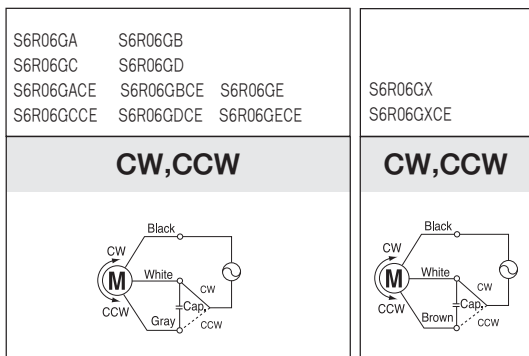 S6R06GA S6R06GB
S6R06GC S6R06GD
S6R06GACE S6R06GBCE S6R06GE
S6R06GCCE S6R06GDCE S6R06GECE
CW,CCW
Black
CW
M
White
CW
Cap.
CCW
Gray
CCW
S6R06GX
S6R06GXCE
CW,CCW
Black
CW
M
White
CW
Cap.
CCW
Brown
CCW